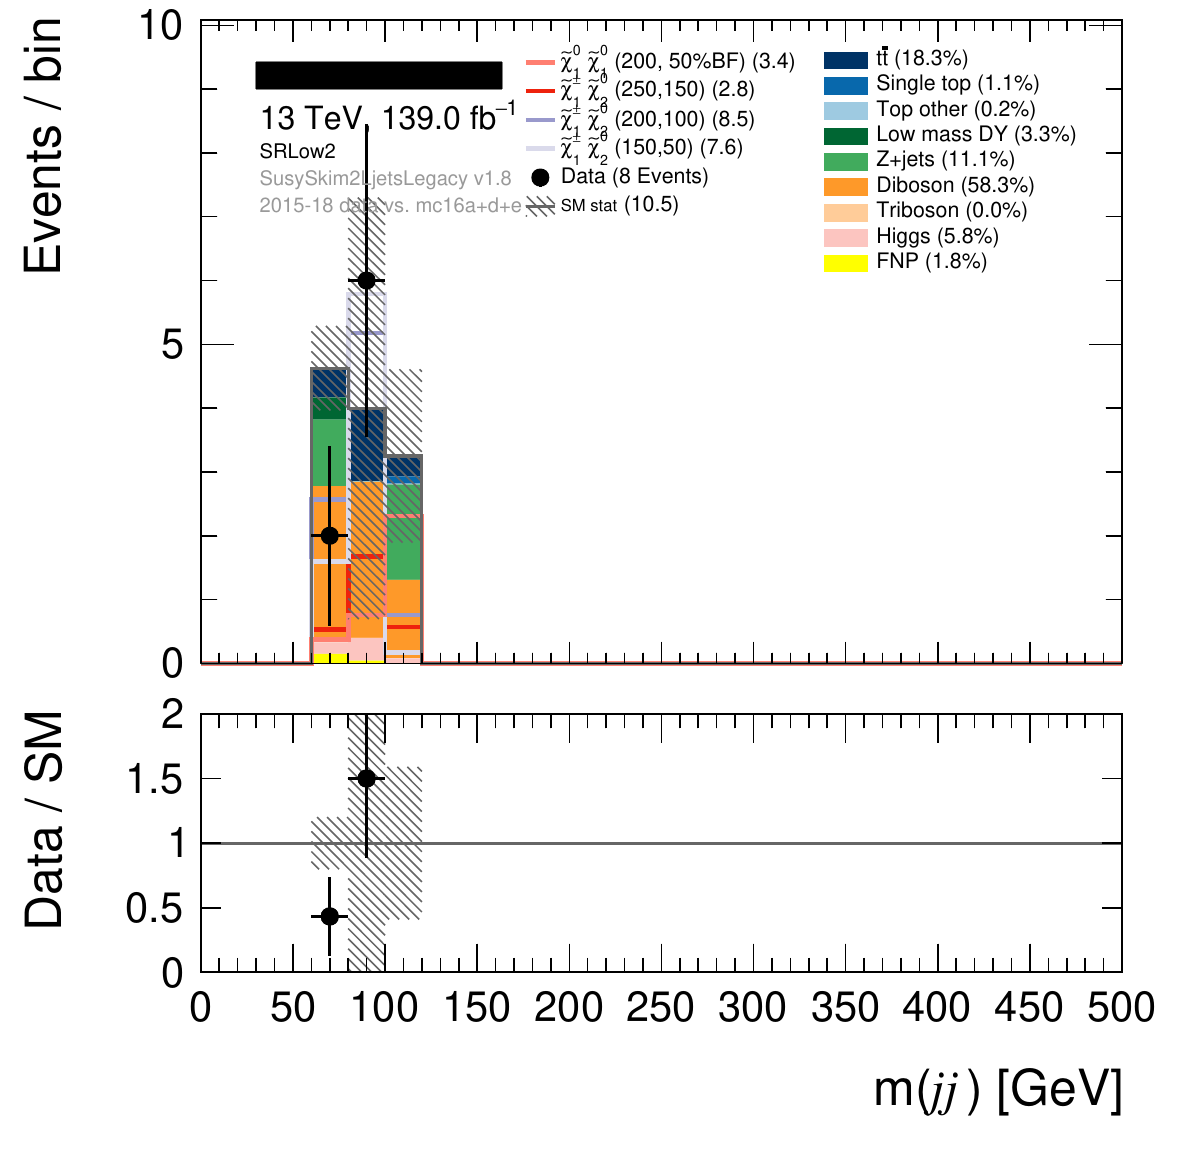 Events / bin
10
5
0
13 TeV, 139.0 fb⁻¹
SRLow2
SusySkim2LjetsLegacy v1.8
2015-18 data vs. mc16a+d+e
χ̃⁰₁ χ̃⁰₁ (200, 50%BF) (3.4)
χ̃±₁ χ̃⁰₂ (250,150) (2.8)
χ̃±₁ χ̃⁰₂ (200,100) (8.5)
χ̃±₁ χ̃⁰₂ (150,50) (7.6)
Data (8 Events)
SM stat (10.5)
tt̄ (18.3%)
Single top (1.1%)
Top other (0.2%)
Low mass DY (3.3%)
Z+jets (11.1%)
Diboson (58.3%)
Triboson (0.0%)
Higgs (5.8%)
FNP (1.8%)
Data / SM
2
1.5
1
0.5
0
0 50 100 150 200 250 300 350 400 450 500
m(jj) [GeV]